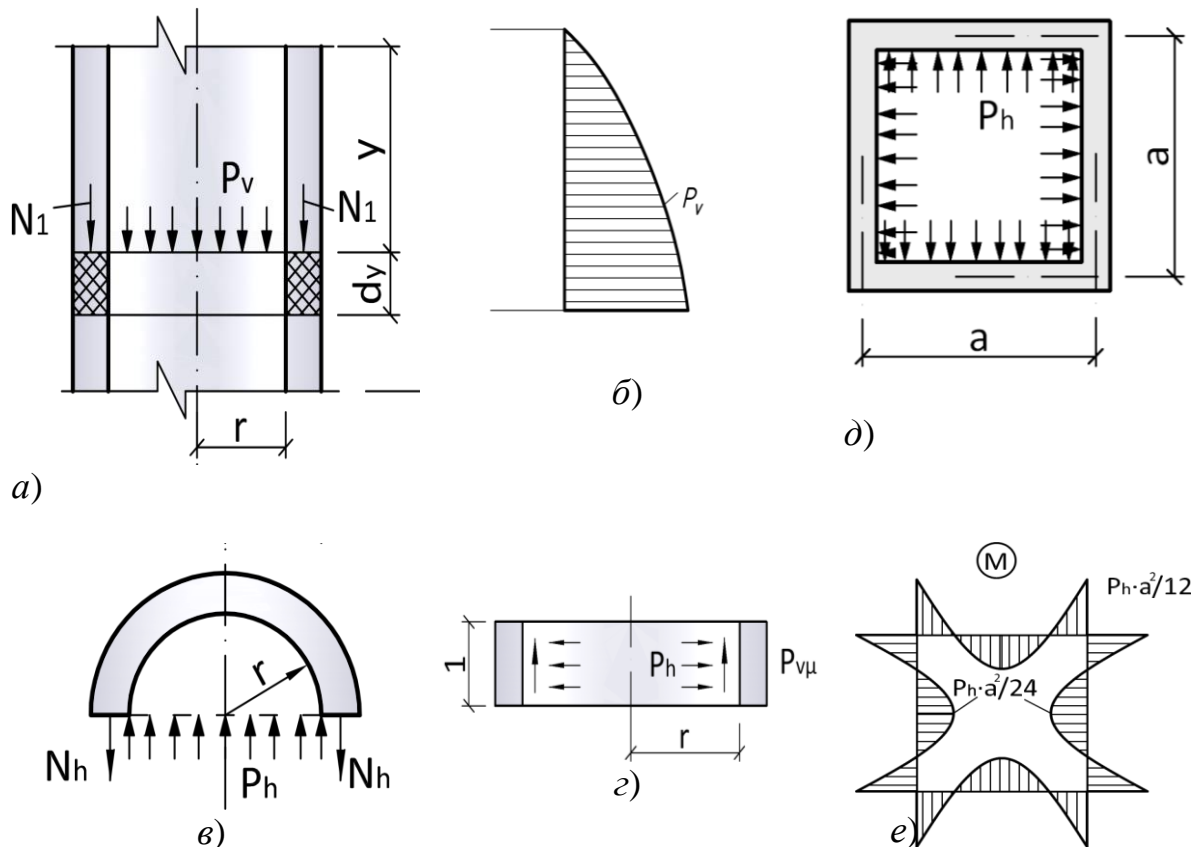 y
Pv
N1
N1
dy
r
а)
Pv
б)
Ph
a
a
д)
r
Nh
Ph
Nh
в)
1
Ph
Pvμ
r
г)
M
Ph·a²/12
Ph·a²/24
е)